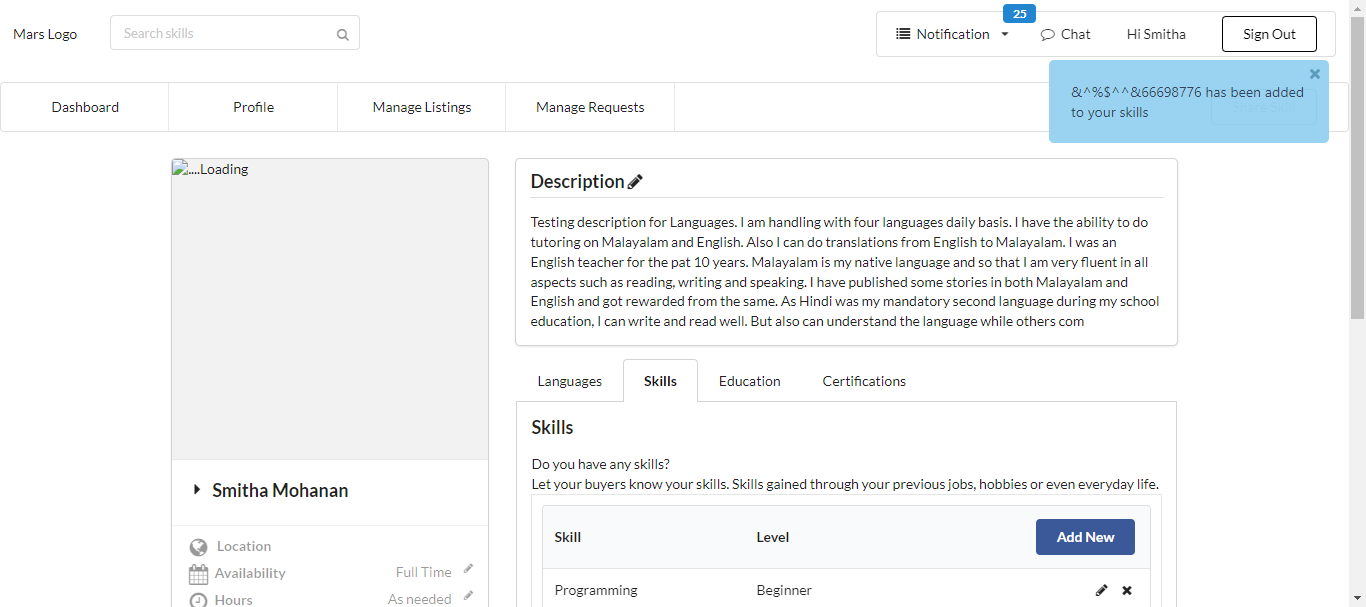 Mars Logo
Search skills
25
Notification
Chat
Hi Smitha
Sign Out
&^%$^^&66698776 has been added
to your skills
Dashboard
Profile
Manage Listings
Manage Requests
....Loading
Description
Testing description for Languages. I am handling with four languages daily basis. I have the ability to do
tutoring on Malayalam and English. Also I can do translations from English to Malayalam. I was an
English teacher for the pat 10 years. Malayalam is my native language and so that I am very fluent in all
aspects such as reading, writing and speaking. I have published some stories in both Malayalam and
English and got rewarded from the same. As Hindi was my mandatory second language during my school
education, I can write and read well. But also can understand the language while others com
Languages
Skills
Education
Certifications
Skills
Do you have any skills?
Let your buyers know your skills. Skills gained through your previous jobs, hobbies or even everyday life.
Skill
Level
Add New
Programming
Beginner
Smitha Mohanan
Location
Availability
Full Time
Hours
As needed